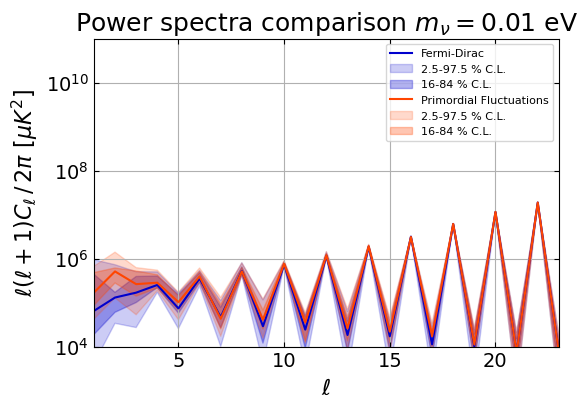 Power spectra comparison $m_\nu = 0.01$ eV
$\ell(\ell+1)C_\ell\,/\,2\pi\ [\mu K^2]$
$10^{10}$
$10^8$
$10^6$
$10^4$
Fermi-Dirac
2.5-97.5 % C.L.
16-84 % C.L.
Primordial Fluctuations
2.5-97.5 % C.L.
16-84 % C.L.
5 10 15 20
$\ell$